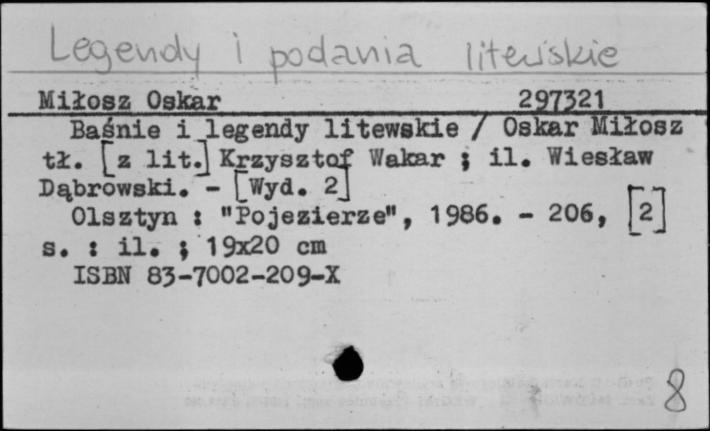 Legendy i podania litewskie
Miłosz Oskar 297321
Baśnie i legendy litewskie / Oskar Miłosz
tł. [z lit.] Krzysztof Wakar ; il. Wiesław
Dąbrowski. - [Wyd. 2]
Olsztyn : "Pojezierze", 1986. - 206, [2]
s. : il. ; 19x20 cm
ISBN 83-7002-209-X
8